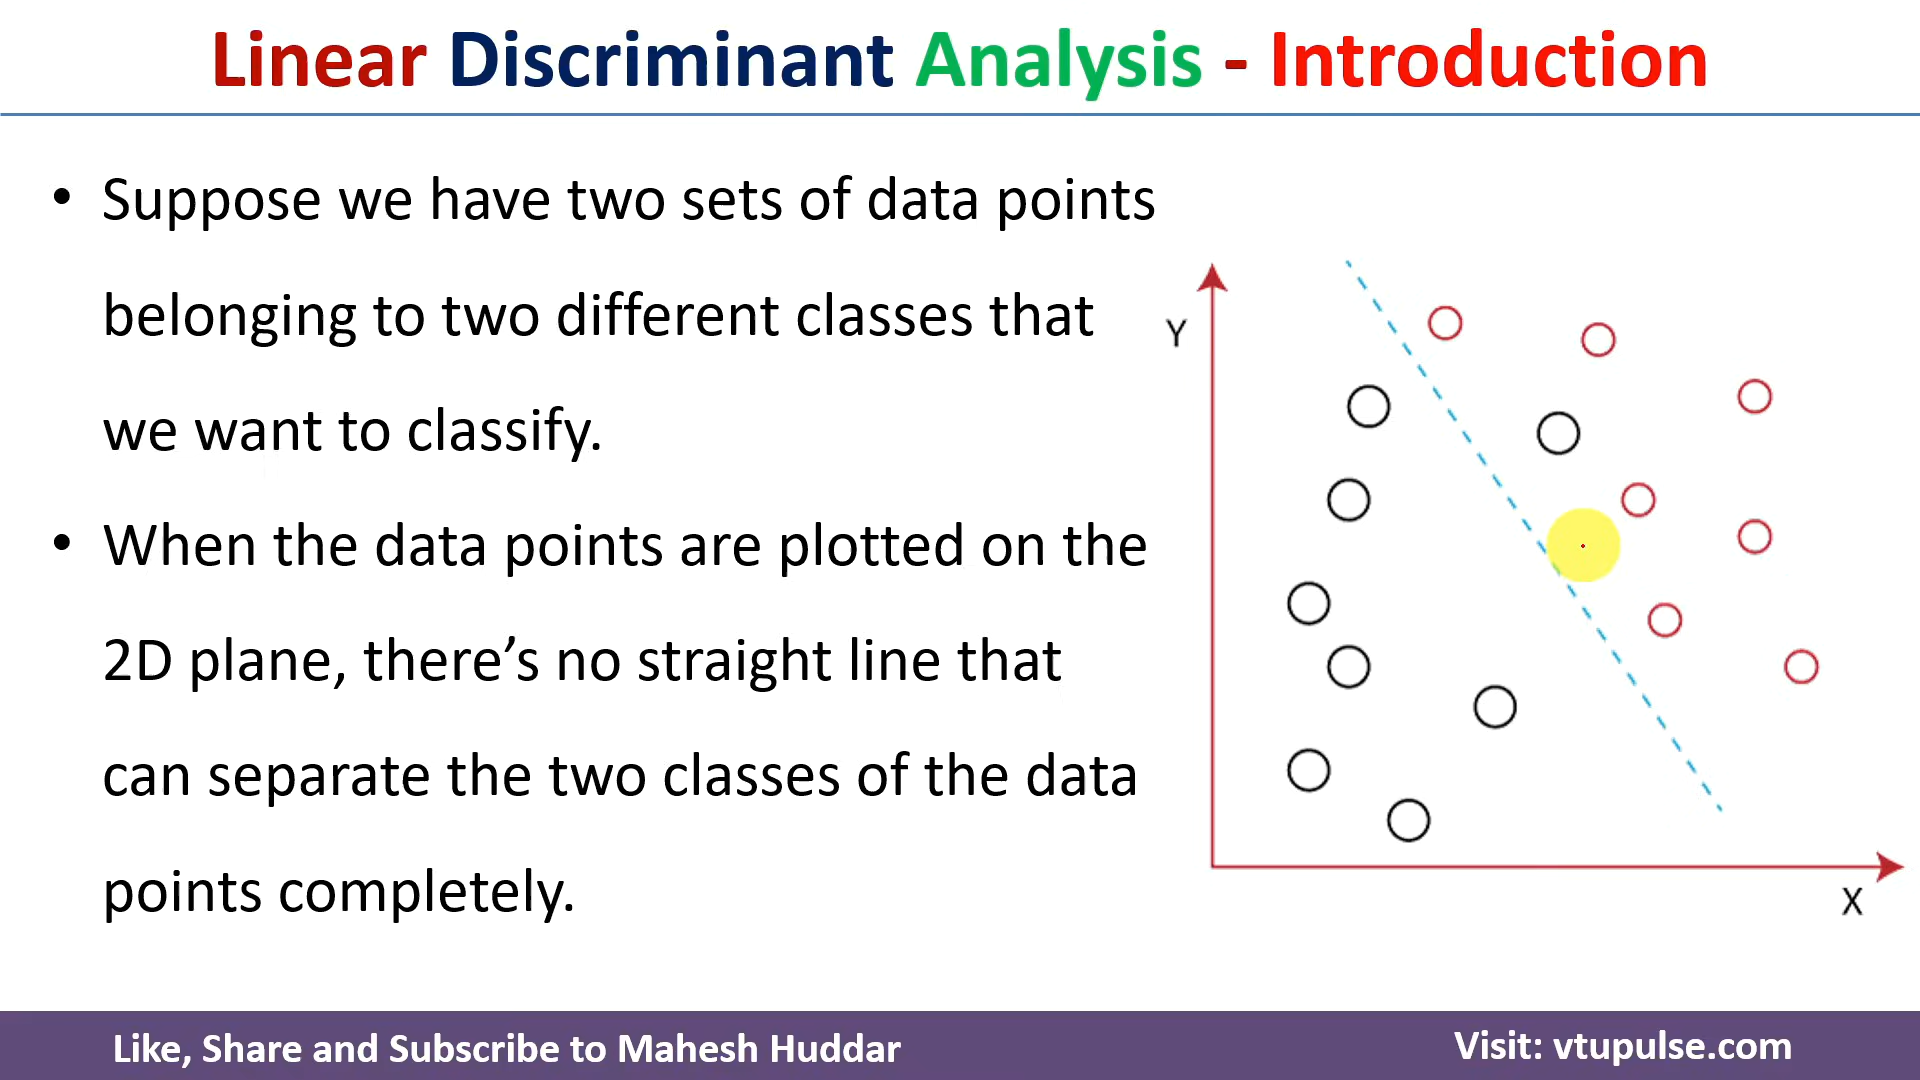 Linear Discriminant Analysis - Introduction
• Suppose we have two sets of data points
belonging to two different classes that
we want to classify.
• When the data points are plotted on the
2D plane, there’s no straight line that
can separate the two classes of the data
points completely.
Y
X
Like, Share and Subscribe to Mahesh Huddar
Visit: vtupulse.com